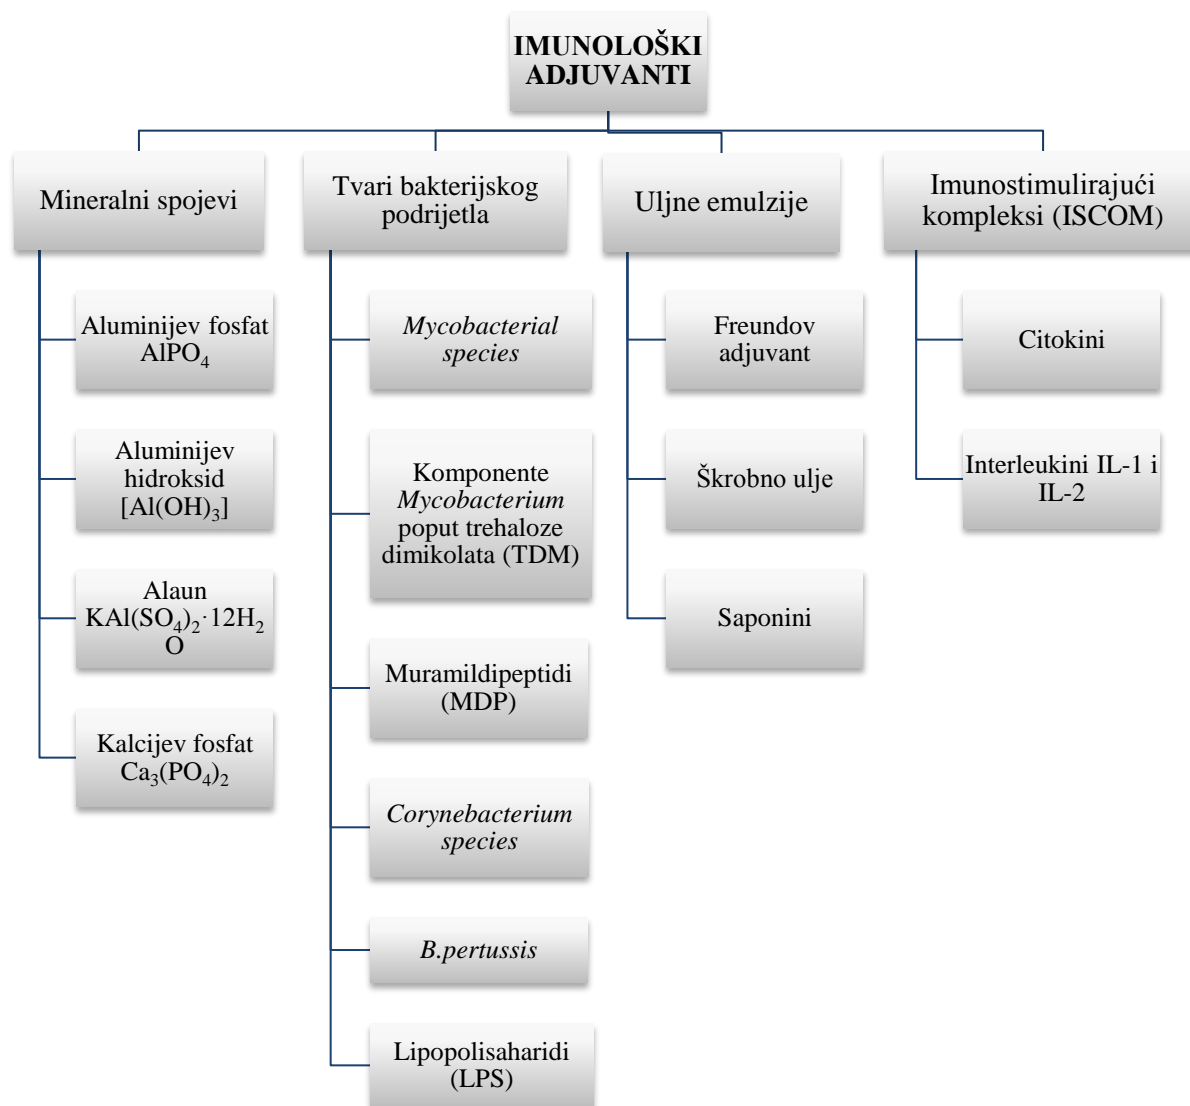 IMUNOLOŠKI
ADJUVANTI
Mineralni spojevi
Aluminijev fosfat
AlPO₄
Aluminijev
hidroksid
[Al(OH)₃]
Alaun
KAl(SO₄)₂·12H₂
O
Kalcijev fosfat
Ca₃(PO₄)₂
Tvari bakterijskog
podrijetla
Mycobacterial
species
Komponente
Mycobacterium
poput trehaloze
dimikolata (TDM)
Muramildipeptidi
(MDP)
Corynebacterium
species
B.pertussis
Lipopolisaharidi
(LPS)
Uljne emulzije
Freundov
adjuvant
Škrobno ulje
Saponini
Imunostimulirajući
kompleksi (ISCOM)
Citokini
Interleukini IL-1 i
IL-2